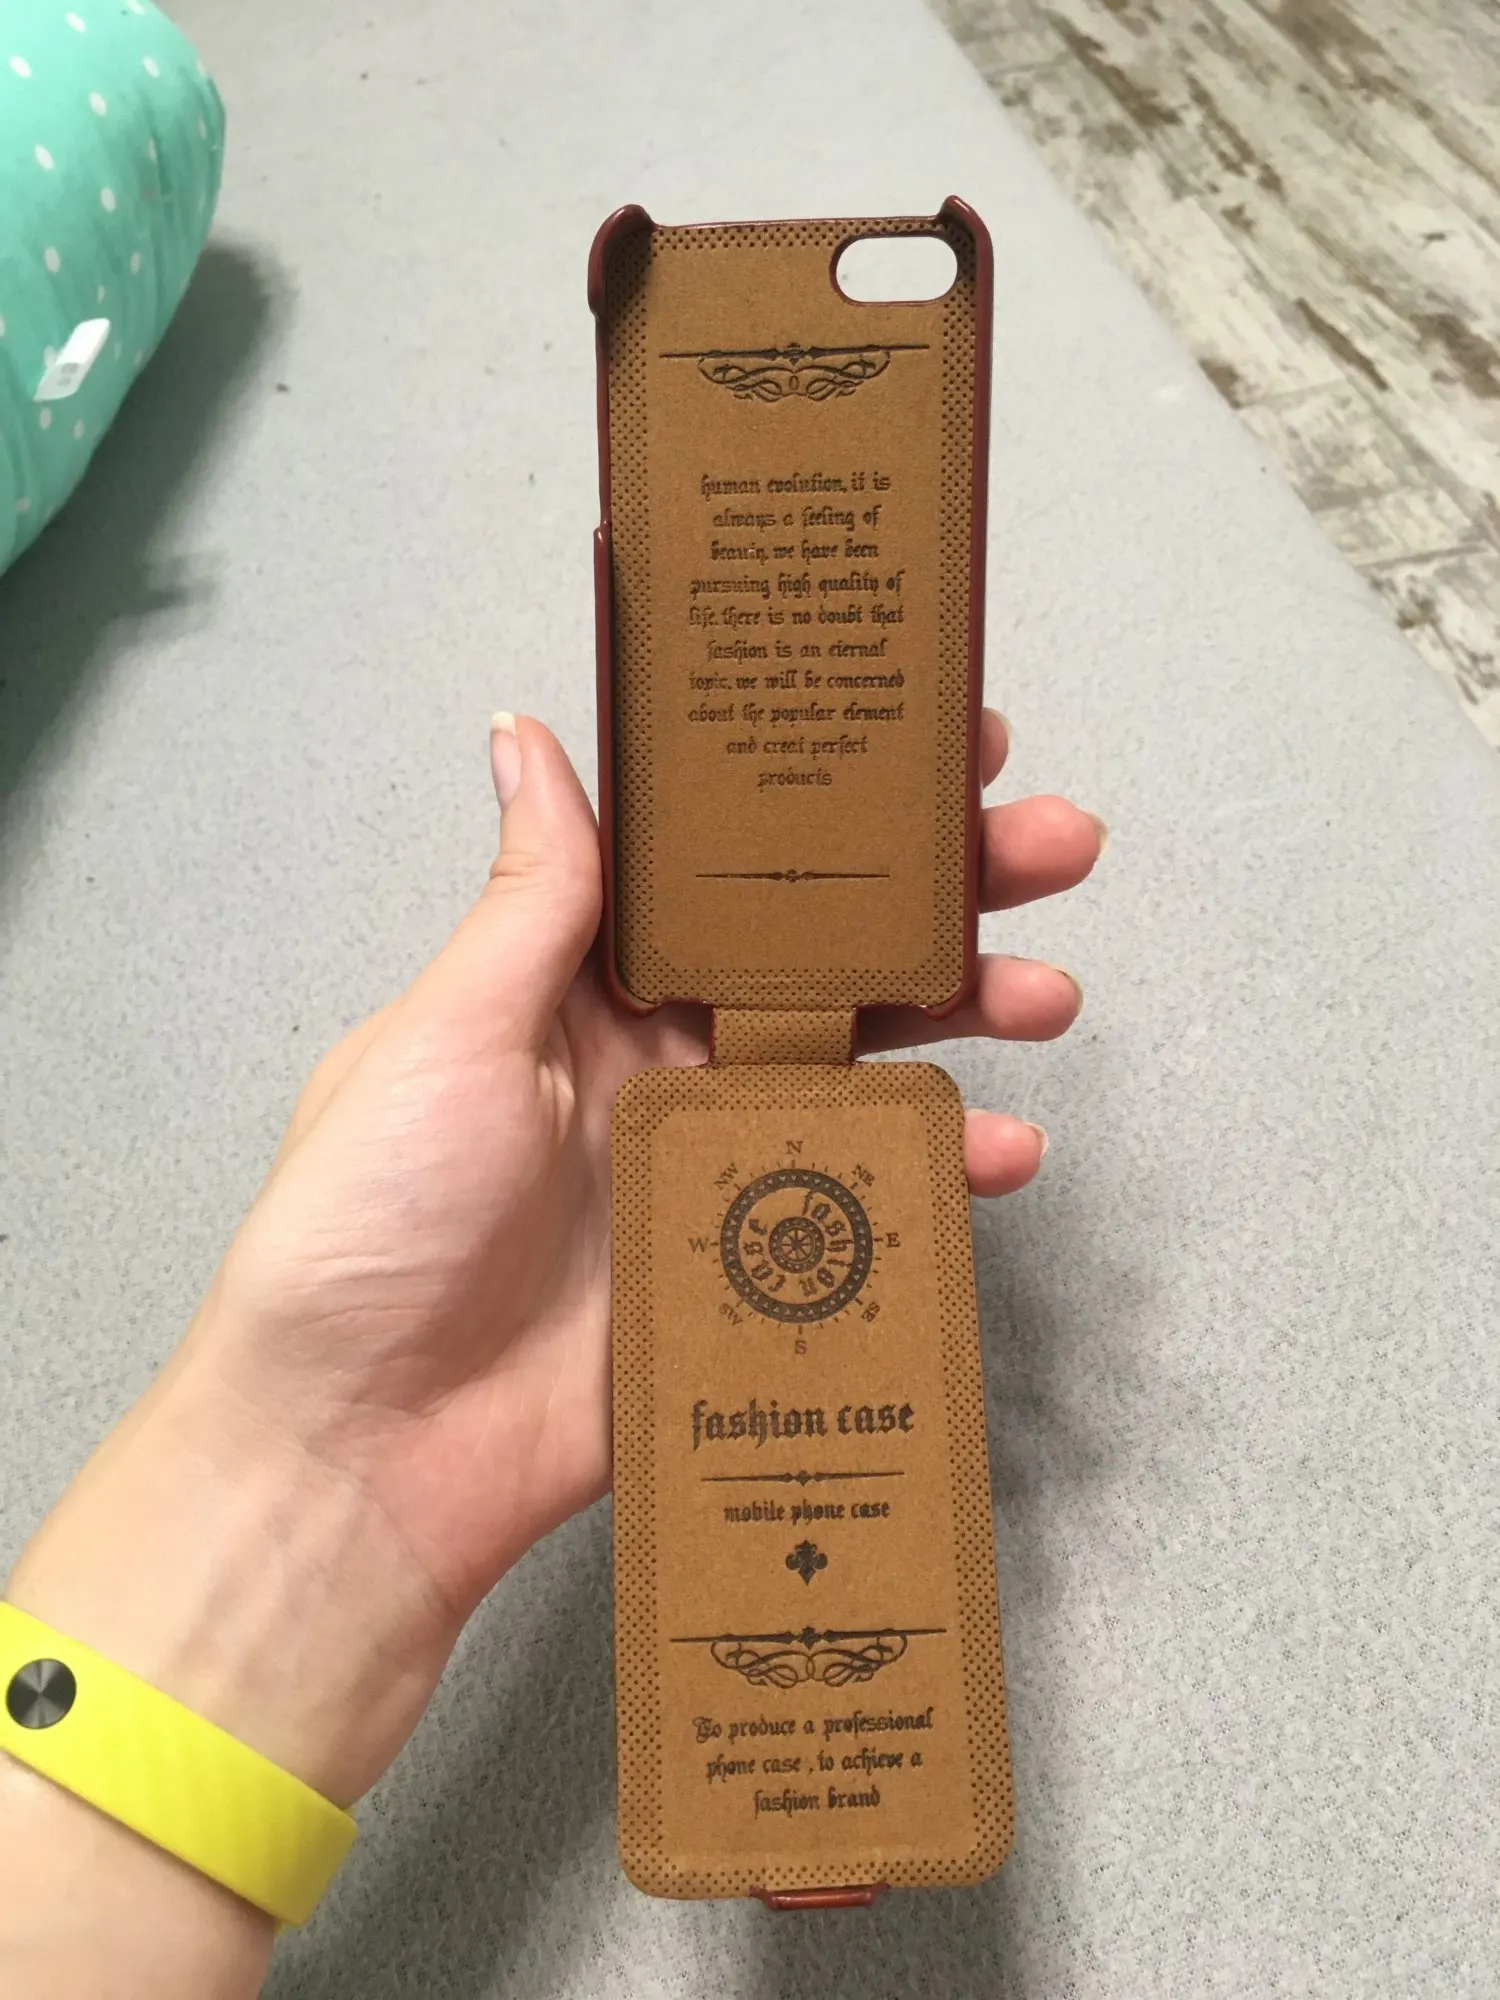 human evolution, it is
always a feeling of
beauty. we have been
pursuing high quality of
life. there is no doubt that
fashion is an eternal
topic. we will be concerned
about the popular element
and creat perfect
products
N
NW NE
fashion case
W E
SW SE
S
fashion case
mobile phone case
To produce a professional
phone case , to achieve a
fashion brand